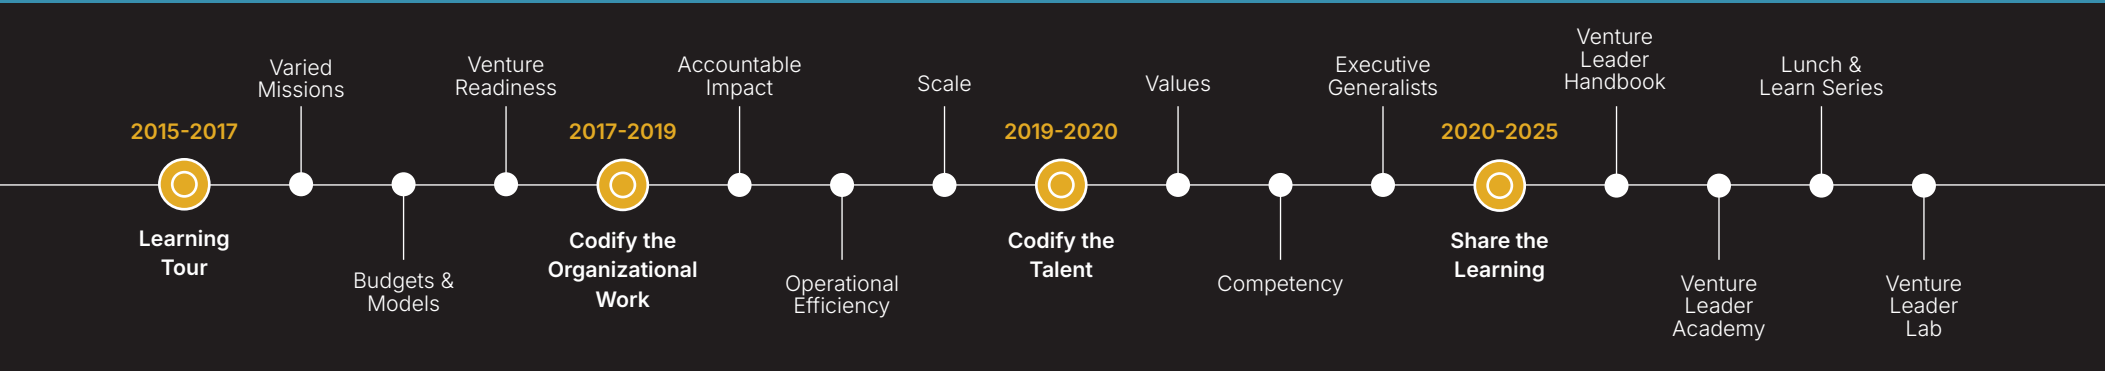 2015-2017
Learning
Tour
Varied
Missions
Budgets &
Models
Venture
Readiness
2017-2019
Codify the
Organizational
Work
Accountable
Impact
Operational
Efficiency
Scale
2019-2020
Codify the
Talent
Values
Competency
Executive
Generalists
2020-2025
Share the
Learning
Venture
Leader
Handbook
Venture
Leader
Academy
Lunch &
Learn Series
Venture
Leader
Lab